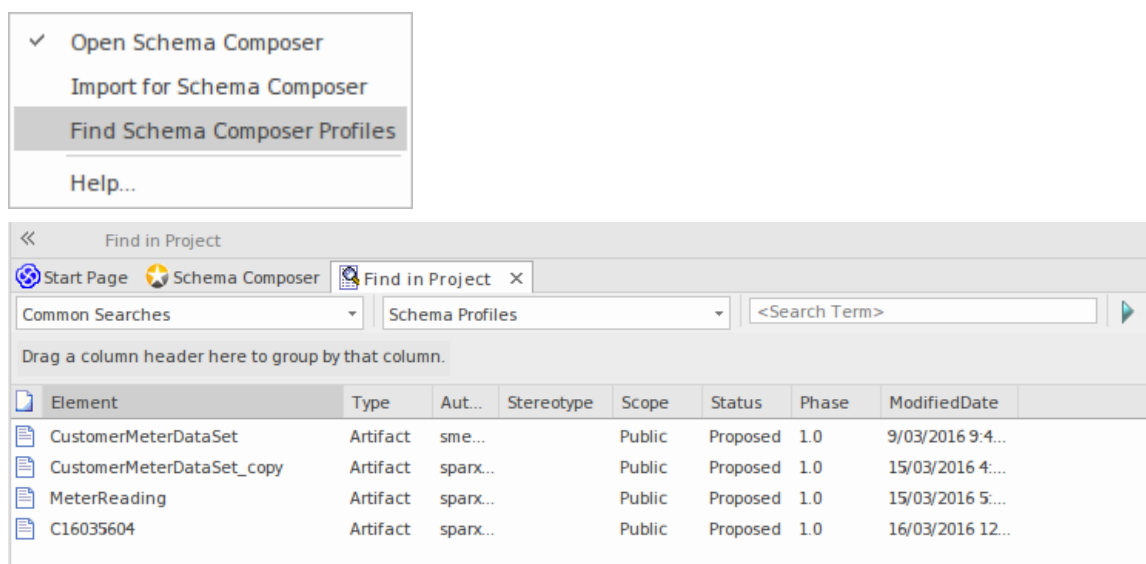 Open Schema Composer
Import for Schema Composer
Find Schema Composer Profiles
Help...
Find in Project
Start Page Schema Composer Find in Project
Common Searches Schema Profiles <Search Term>
Drag a column header here to group by that column.
Element Type Aut... Stereotype Scope Status Phase ModifiedDate
CustomerMeterDataSet Artifact sme... Public Proposed 1.0 9/03/2016 9:4...
CustomerMeterDataSet_copy Artifact sparx... Public Proposed 1.0 15/03/2016 4:...
MeterReading Artifact sparx... Public Proposed 1.0 15/03/2016 5:...
C16035604 Artifact sparx... Public Proposed 1.0 16/03/2016 12...